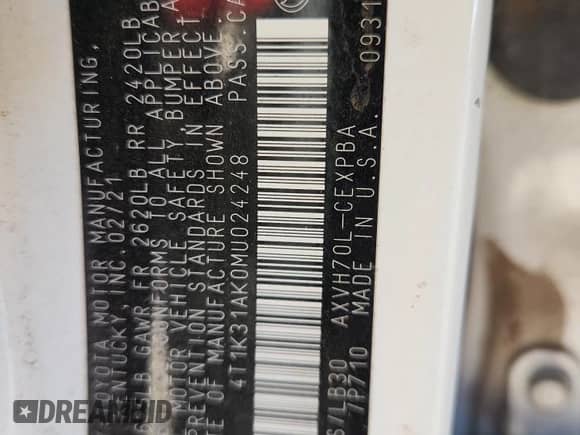 TOYOTA MOTOR MANUFACTURING,
KENTUCKY, INC. 02/21
LB GAWR FR 2620LB RR 2420LB
CONFORMS TO ALL APPLICAB
MOTOR VEHICLE SAFETY, BUMPER A
PREVENTION STANDARDS IN EFFECT
OF MANUFACTURE SHOWN ABOVE.
4T1K31AK0MU024248 PASS.CA
LB30 AXVH70L-CEXPBA
7P710 MADE IN U.S.A. 0931
DREAMBID